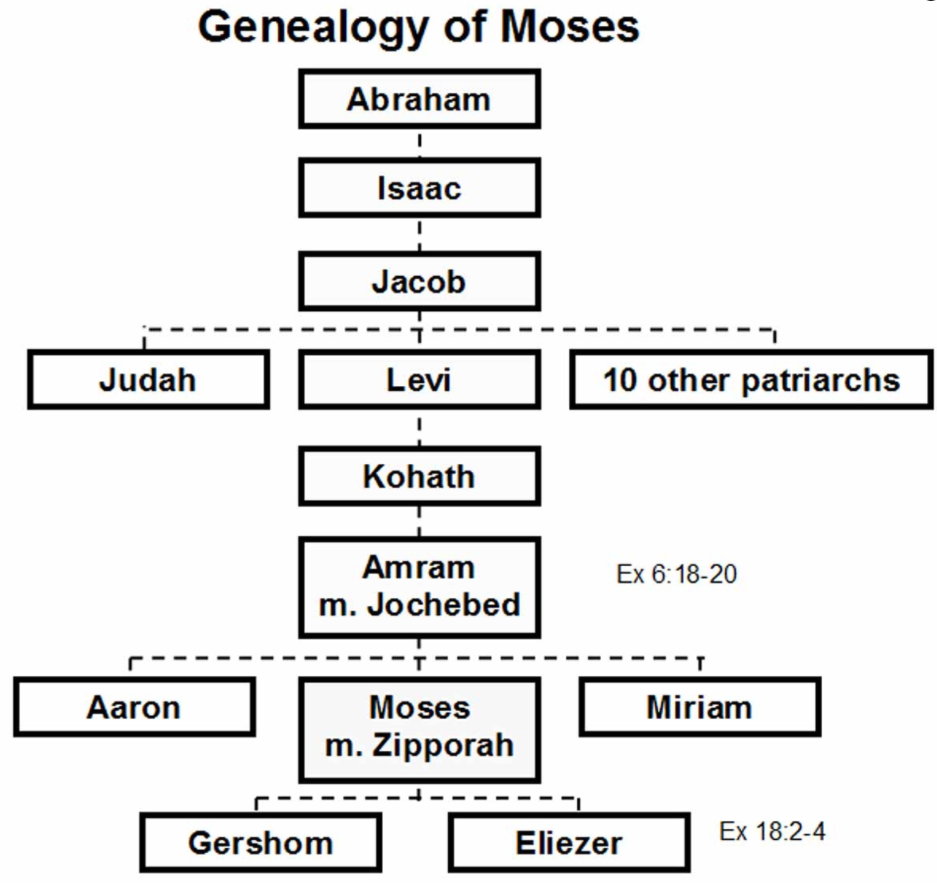 Genealogy of Moses
Abraham
Isaac
Jacob
Judah
Levi
10 other patriarchs
Kohath
Amram
m. Jochebed
Ex 6:18-20
Aaron
Moses
m. Zipporah
Miriam
Gershom
Eliezer
Ex 18:2-4